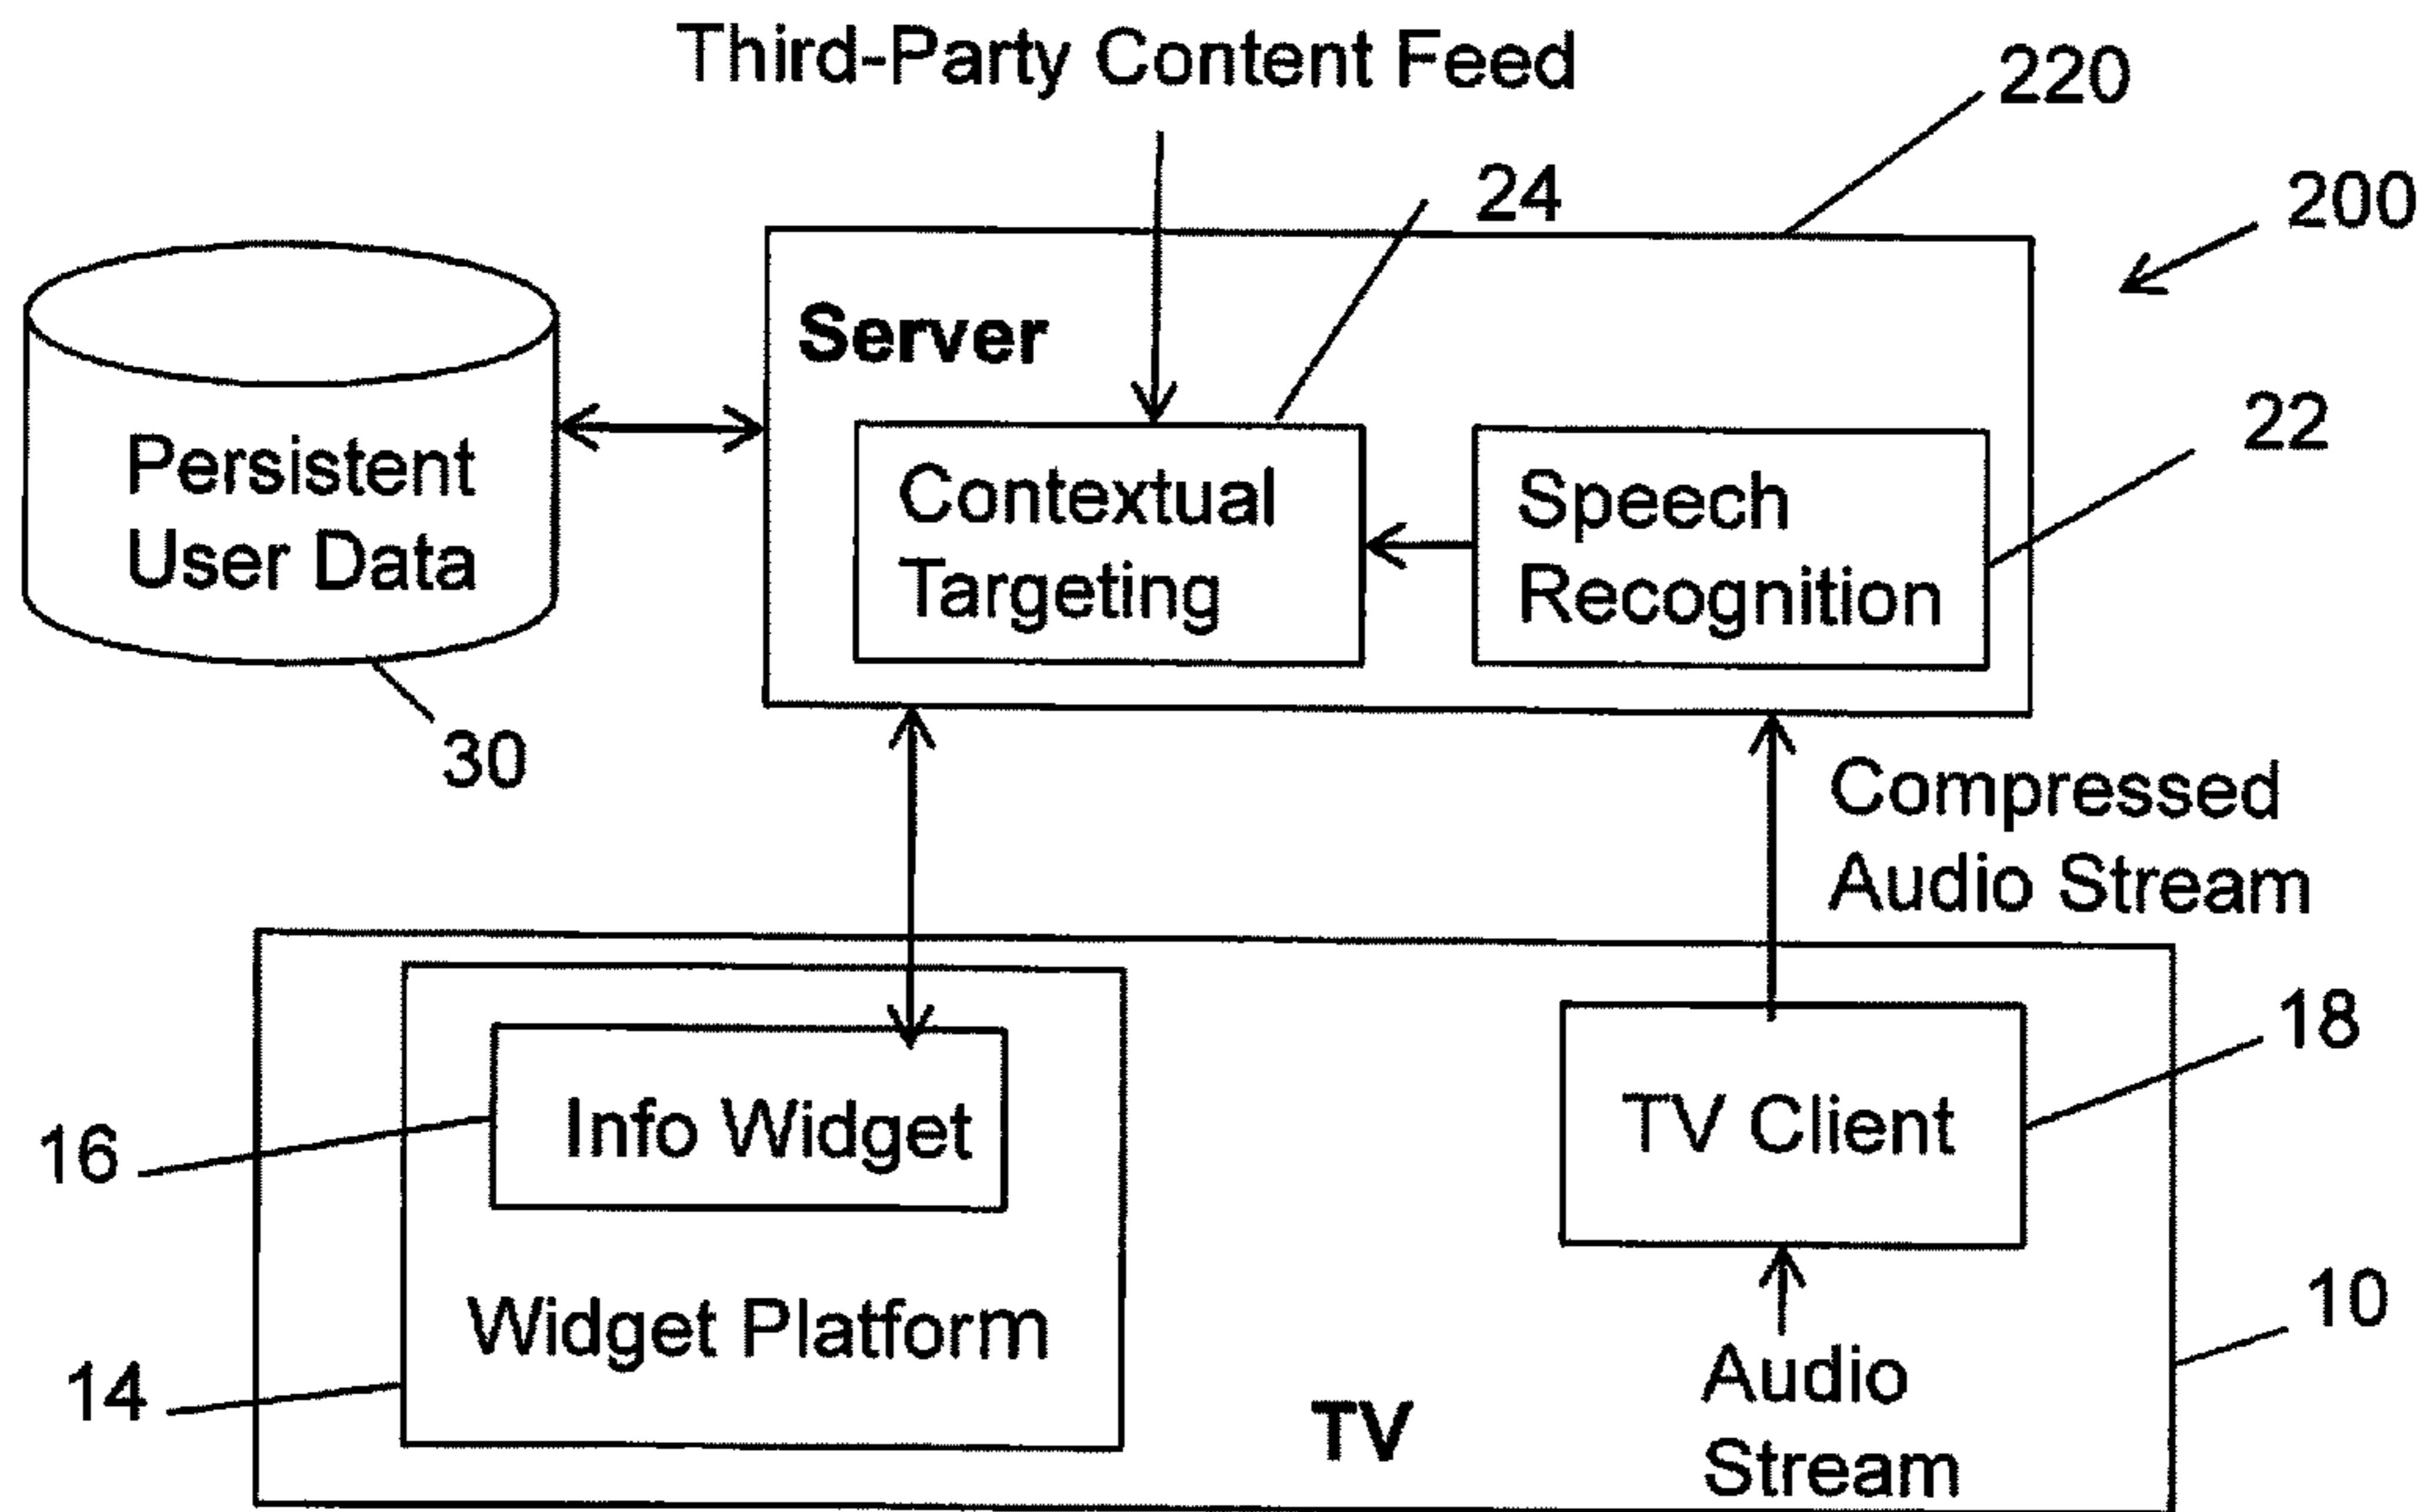 Third-Party Content Feed
220
24
200
Server
22
Persistent
User Data
Contextual
Targeting
Speech
Recognition
30
Compressed
Audio Stream
18
Info Widget
TV Client
16
10
Widget Platform
14
Audio
Stream
TV